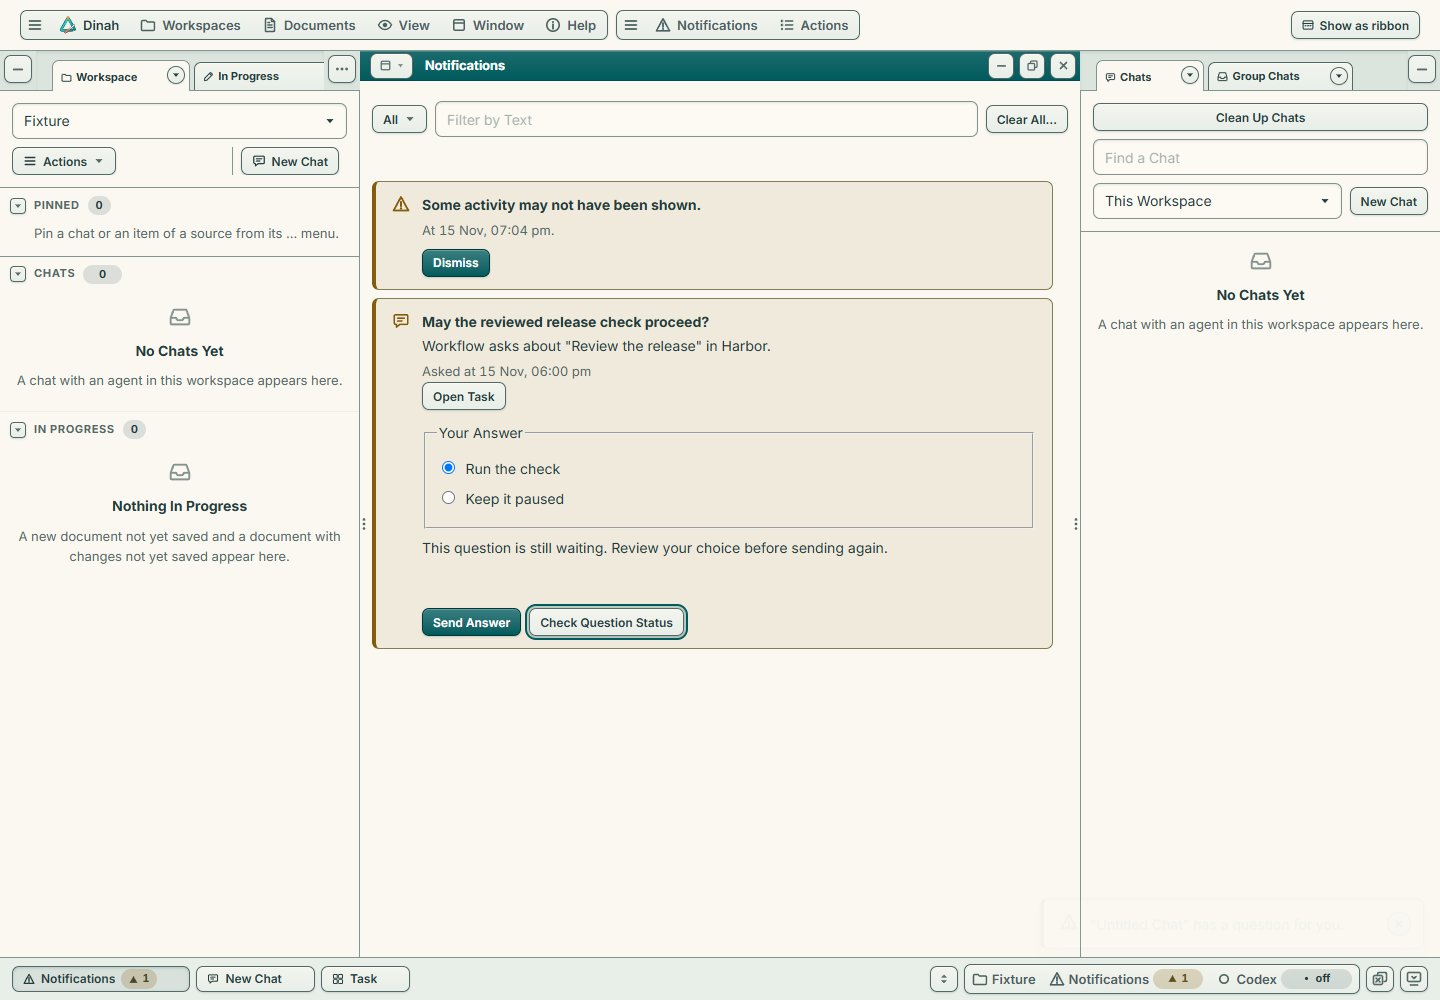 Dinah Workspaces Documents View Window Help Notifications Actions Show as ribbon
Workspace In Progress
Notifications
Chats Group Chats
Fixture
Actions New Chat
PINNED 0
Pin a chat or an item of a source from its ... menu.
CHATS 0
No Chats Yet
A chat with an agent in this workspace appears here.
IN PROGRESS 0
Nothing In Progress
A new document not yet saved and a document with
changes not yet saved appear here.
All Filter by Text Clear All...
Some activity may not have been shown.
At 15 Nov, 07:04 pm.
Dismiss
May the reviewed release check proceed?
Workflow asks about "Review the release" in Harbor.
Asked at 15 Nov, 06:00 pm
Open Task
Your Answer
Run the check
Keep it paused
This question is still waiting. Review your choice before sending again.
Send Answer Check Question Status
Clean Up Chats
Find a Chat
This Workspace New Chat
No Chats Yet
A chat with an agent in this workspace appears here.
"Untitled Chat" has a question for you.
Notifications 1 New Chat Task Fixture Notifications 1 Codex off